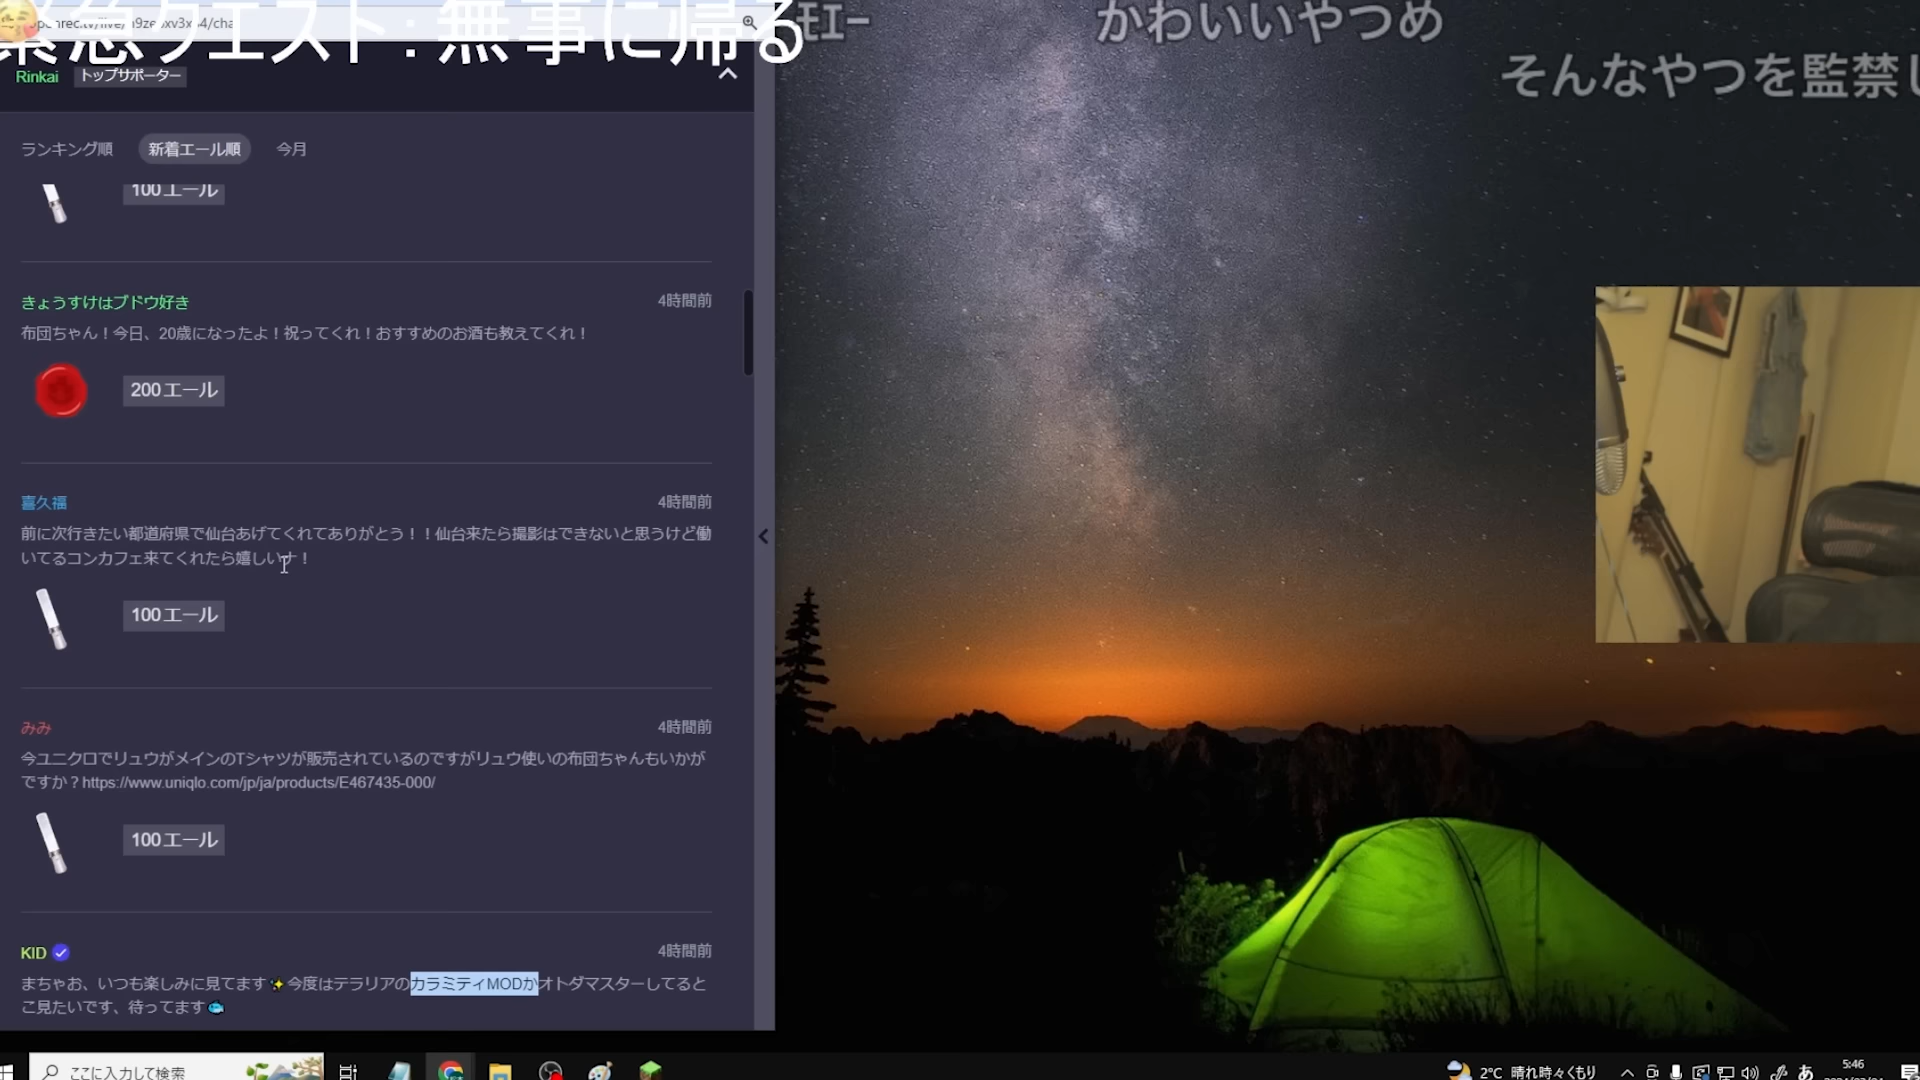 緊急クエスト:無事に帰る
モエー
かわいいやつめ
そんなやつを監禁し
Rinkai
トップサポーター
ランキング順
新着エール順
今月
100エール
きょうすけはブドウ好き
4時間前
布団ちゃん！今日、20歳になったよ！祝ってくれ！おすすめのお酒も教えてくれ！
200エール
喜久福
4時間前
前に次行きたい都道府県で仙台あげてくれてありがとう！！仙台来たら撮影はできないと思うけど働
いてるコンカフェ来てくれたら嬉しいナ！
100エール
みみ
4時間前
今ユニクロでリュウがメインのTシャツが販売されているのですがリュウ使いの布団ちゃんもいかが
ですか？https://www.uniqlo.com/jp/ja/products/E467435-000/
100エール
KID
4時間前
まちゃお、いつも楽しみに見てます✨今度はテラリアのカラミティMODかオトダマスターしてると
こ見たいです、待ってます🐟
ここに入力して検索
2°C 晴れ時々くもり
あ
5:46